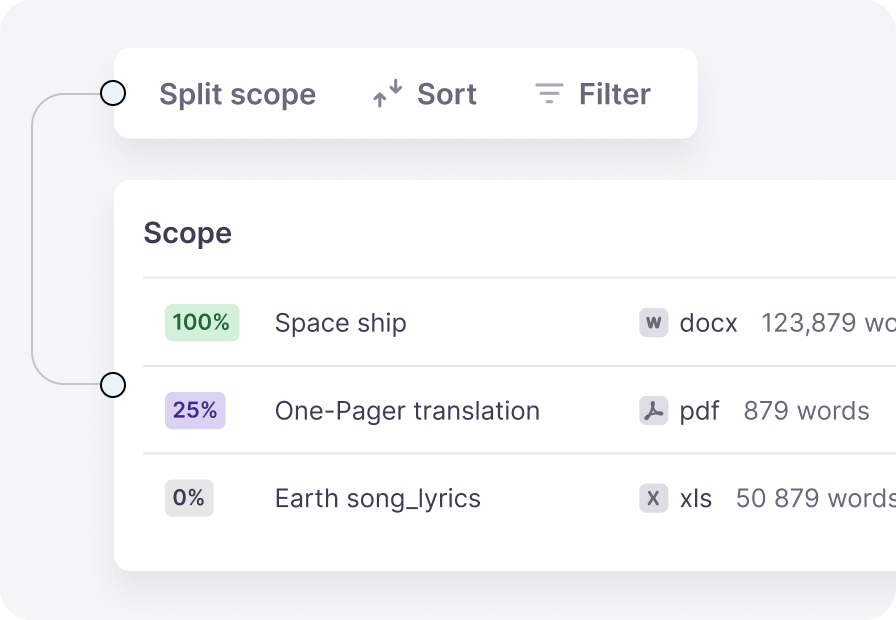 Split scope Sort Filter
Scope
100% Space ship W docx 123,879
25% One-Pager translation pdf 879 words
0% Earth song_lyrics X xls 50 879 words